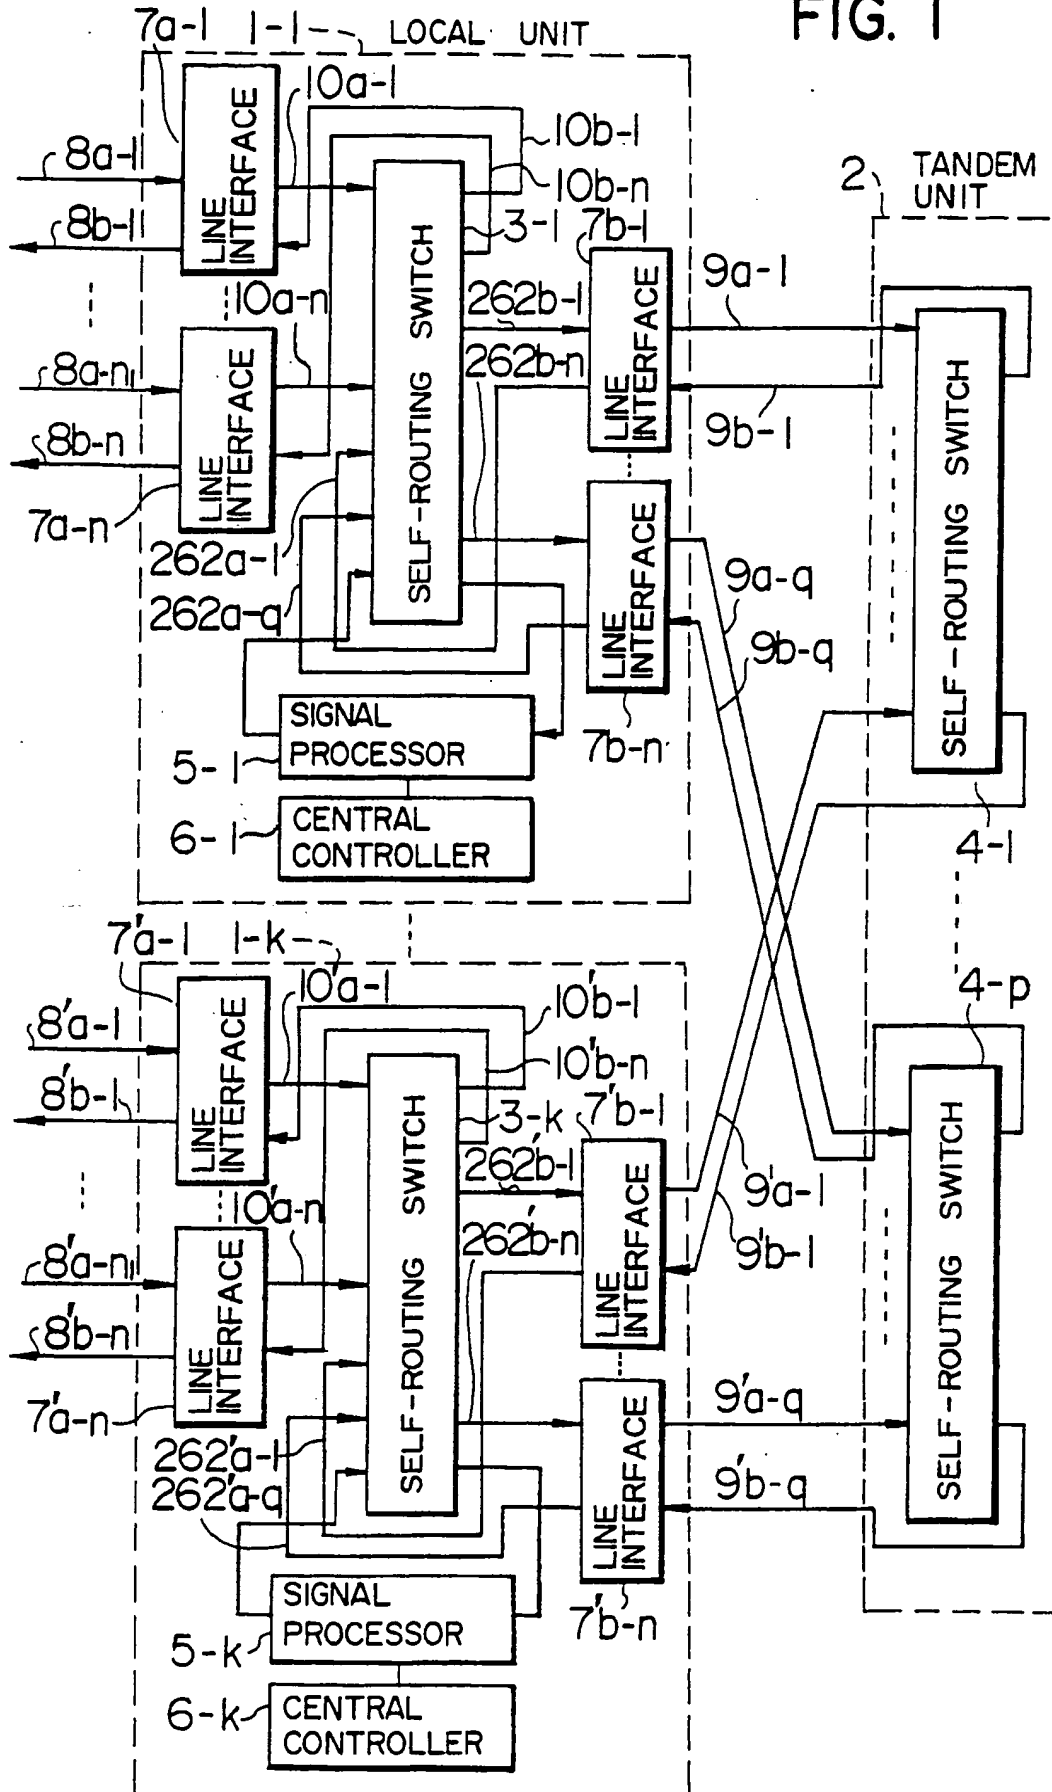 FIG. 1
7a-1
1-1
LOCAL UNIT
10a-1
10b-1
10b-n
8a-1
8b-1
LINE
INTERFACE
3-1
7b-1
2
TANDEM
UNIT
9a-1
10a-n
262b-1
262b-n
8a-n
8b-n
LINE
INTERFACE
SELF-ROUTING SWITCH
LINE
INTERFACE
9b-1
SELF-ROUTING SWITCH
7a-n
262a-1
262a-q
LINE
INTERFACE
9a-q
9b-q
SIGNAL
PROCESSOR
5-1
7b-n
6-1
CENTRAL
CONTROLLER
4-1
7'a-1
1-k
10'a-1
10'b-1
10'b-n
4-p
8'a-1
8'b-1
LINE
INTERFACE
3-k
7'b-1
262'b-1
9'a-1
10'a-n
262'b-n
9'b-1
8'a-n
8'b-n
LINE
INTERFACE
SELF-ROUTING SWITCH
LINE
INTERFACE
SELF-ROUTING SWITCH
7'a-n
262'a-1
262'a-q
LINE
INTERFACE
9'a-q
9'b-q
SIGNAL
PROCESSOR
5-k
7'b-n
6-k
CENTRAL
CONTROLLER